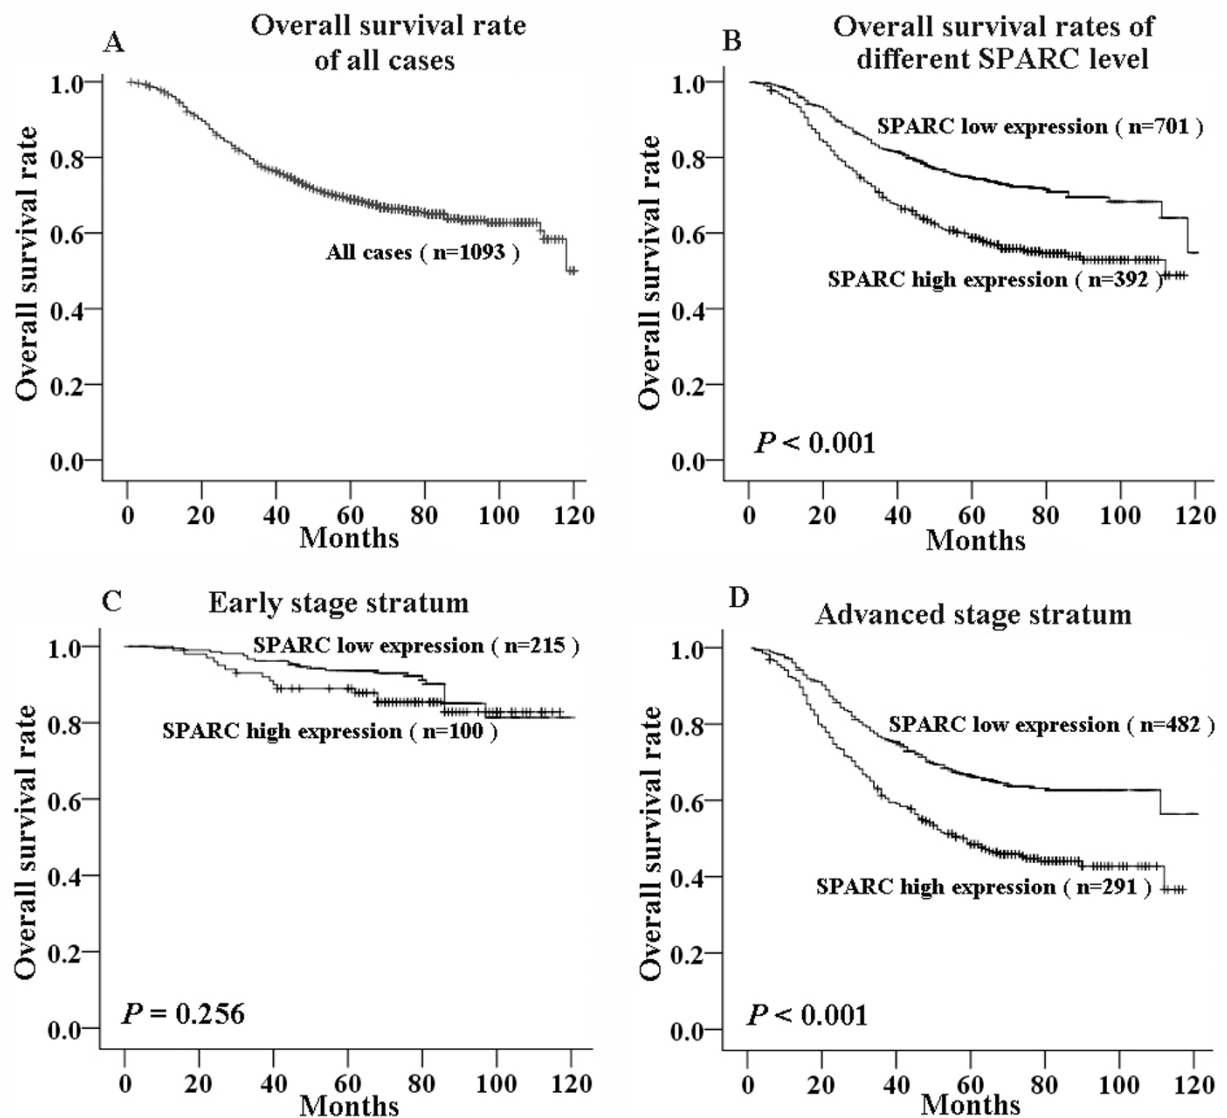 A
Overall survival rate
of all cases
Overall survival rate
1.0
0.8
0.6
0.4
0.2
0.0
All cases ( n=1093 )
0 20 40 60 80 100 120
Months
B
Overall survival rates of
different SPARC level
Overall survival rate
1.0
0.8
0.6
0.4
0.2
0.0
SPARC low expression ( n=701 )
SPARC high expression ( n=392 )
P < 0.001
0 20 40 60 80 100 120
Months
C
Early stage stratum
Overall survival rate
1.0
0.8
0.6
0.4
0.2
0.0
SPARC low expression ( n=215 )
SPARC high expression ( n=100 )
P = 0.256
0 20 40 60 80 100 120
Months
D
Advanced stage stratum
Overall survival rate
1.0
0.8
0.6
0.4
0.2
0.0
SPARC low expression ( n=482 )
SPARC high expression ( n=291 )
P < 0.001
0 20 40 60 80 100 120
Months